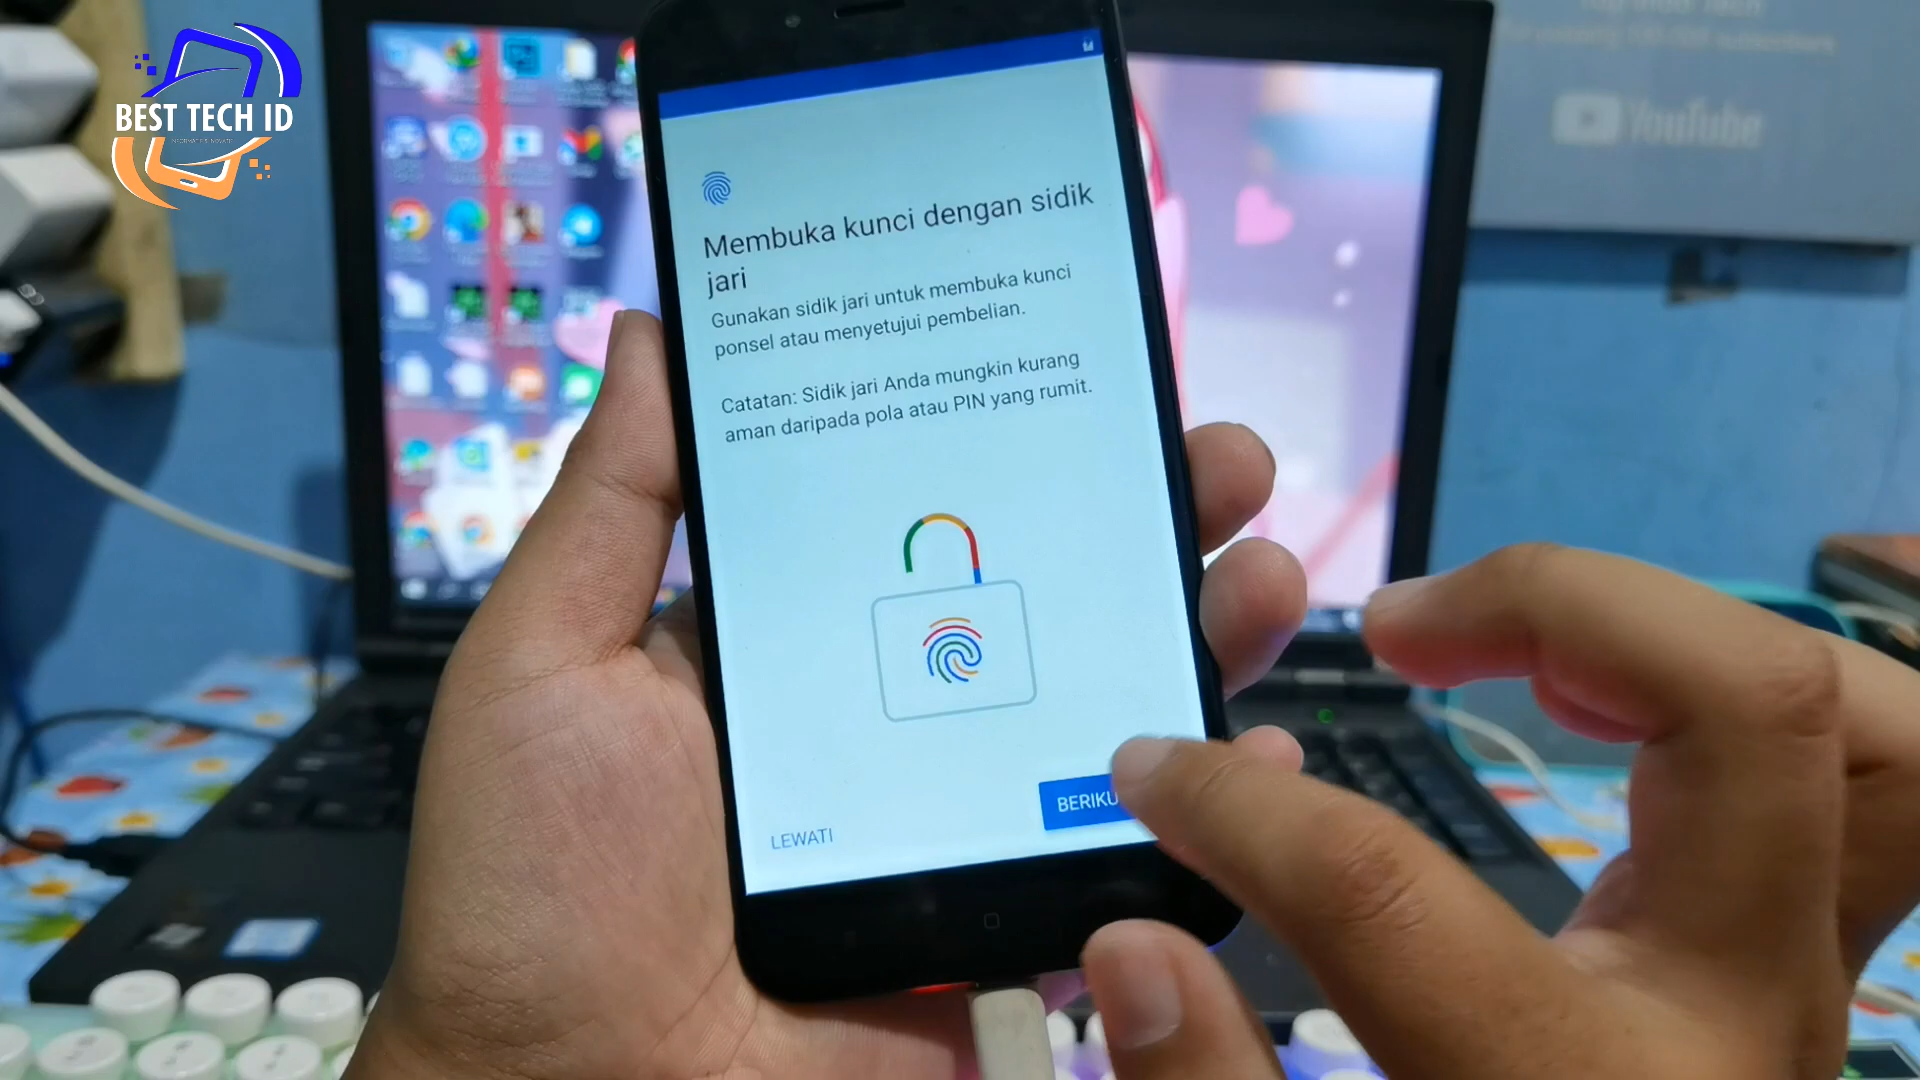 BEST TECH ID
YouTube
Membuka kunci dengan sidik
jari
Gunakan sidik jari untuk membuka kunci
ponsel atau menyetujui pembelian.
Catatan: Sidik jari Anda mungkin kurang
aman daripada pola atau PIN yang rumit.
BERIKU
LEWATI